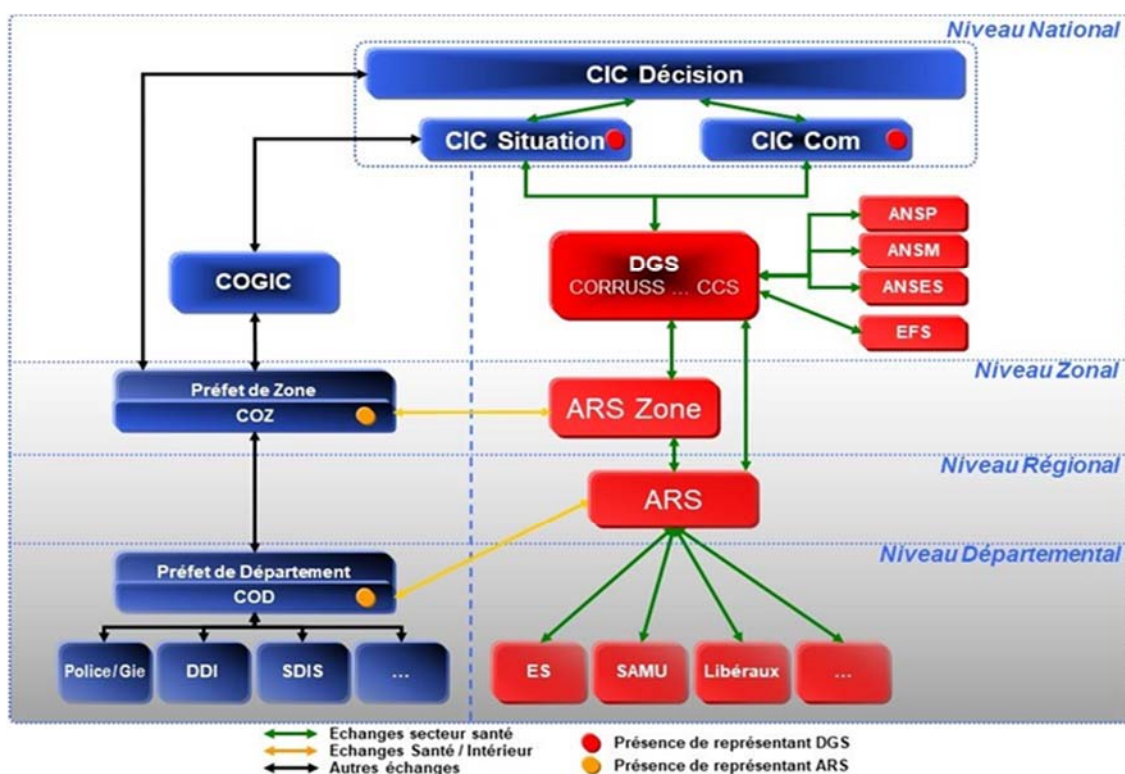 Niveau National
CIC Décision
CIC Situation
CIC Com
ANSP
ANSM
ANSES
EFS
DGS
CORRUSS ... CCS
COGIC
Niveau Zonal
Préfet de Zone
COZ
ARS Zone
Niveau Régional
ARS
Niveau Départemental
Préfet de Département
COD
Police/Gie
DDI
SDIS
...
ES
SAMU
Libéraux
...
Echanges secteur santé
Echanges Santé / Intérieur
Autres échanges
Présence de représentant DGS
Présence de représentant ARS